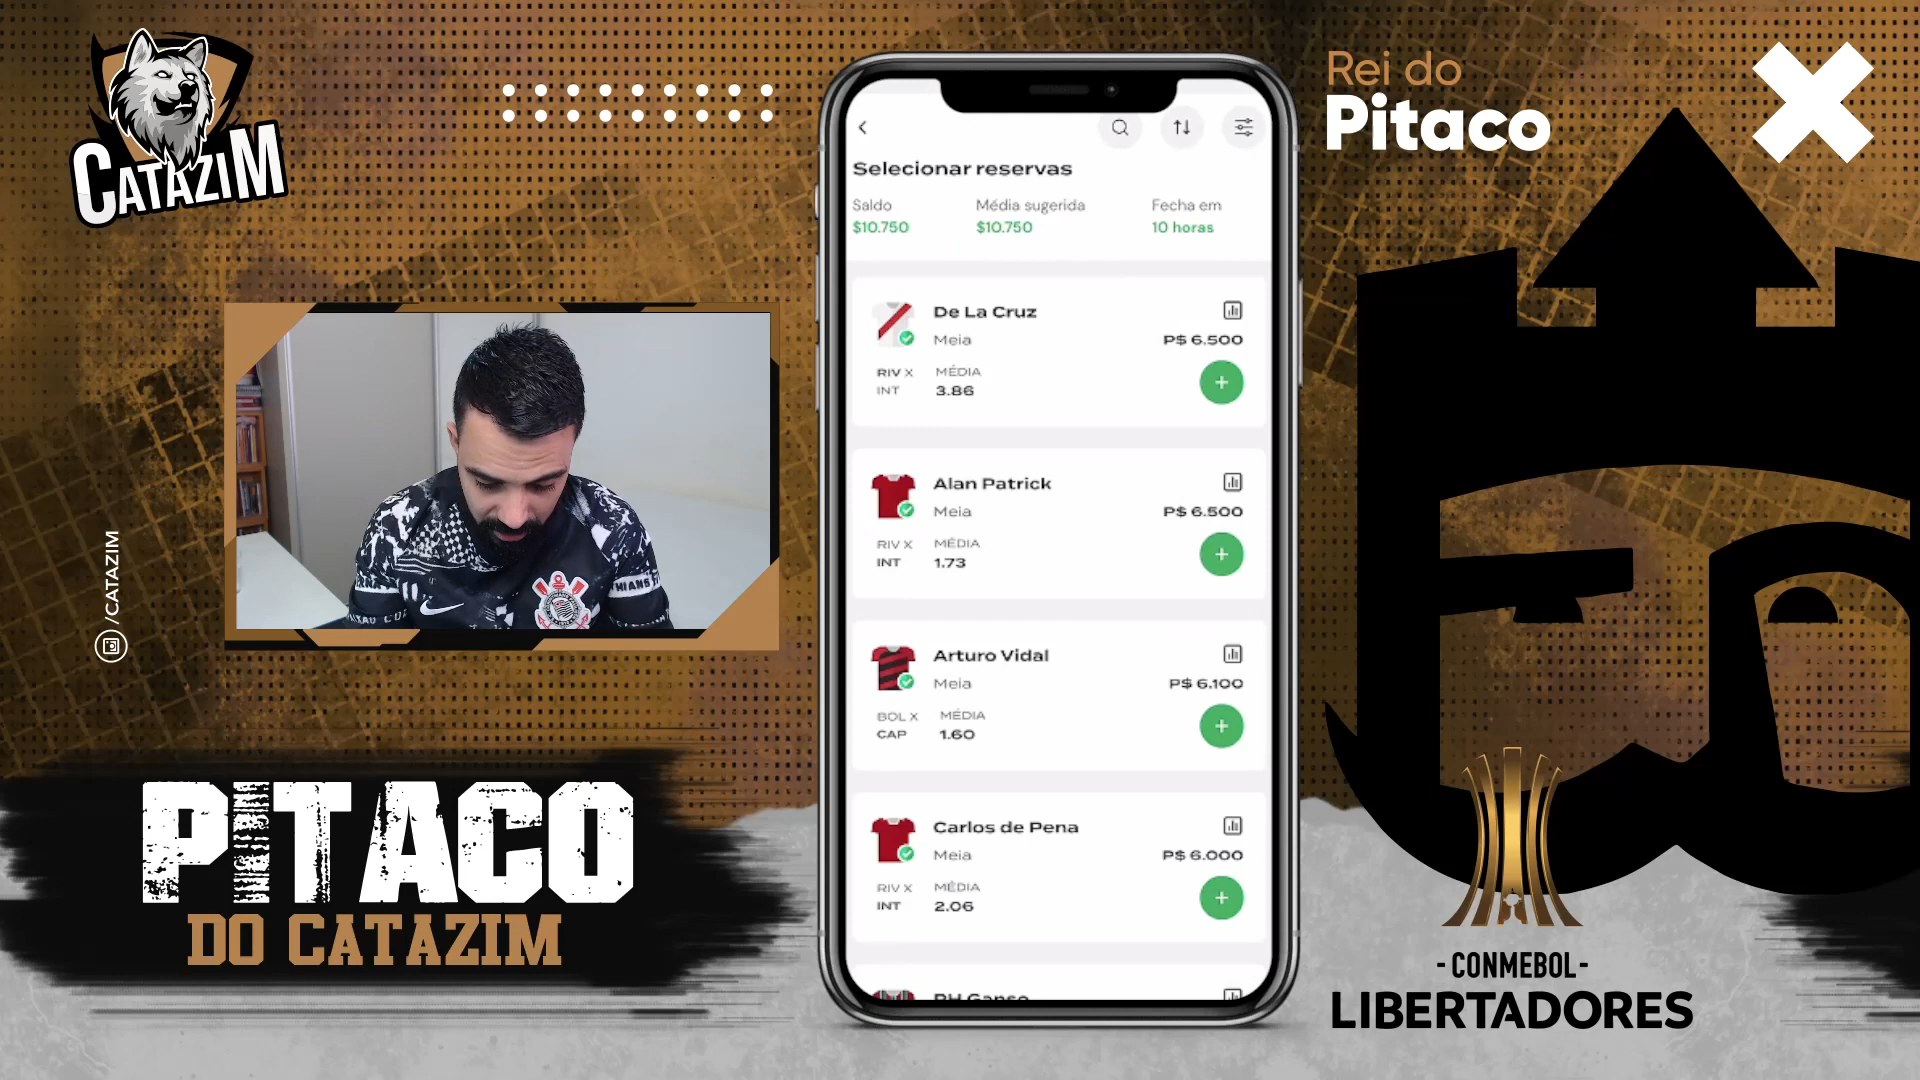 CATAZIM
/CATAZIM
PITACO
DO CATAZIM
Selecionar reservas
Saldo
$10.750
Média sugerida
$10.750
Fecha em
10 horas
De La Cruz
Meia
P$ 6.500
RIV X
INT
MÉDIA
3.86
Alan Patrick
Meia
P$ 6.500
RIV X
INT
MÉDIA
1.73
Arturo Vidal
Meia
P$ 6.100
BOL X
CAP
MÉDIA
1.60
Carlos de Pena
Meia
P$ 6.000
RIV X
INT
MÉDIA
2.06
PH Ganso
Rei do
Pitaco
-CONMEBOL-
LIBERTADORES